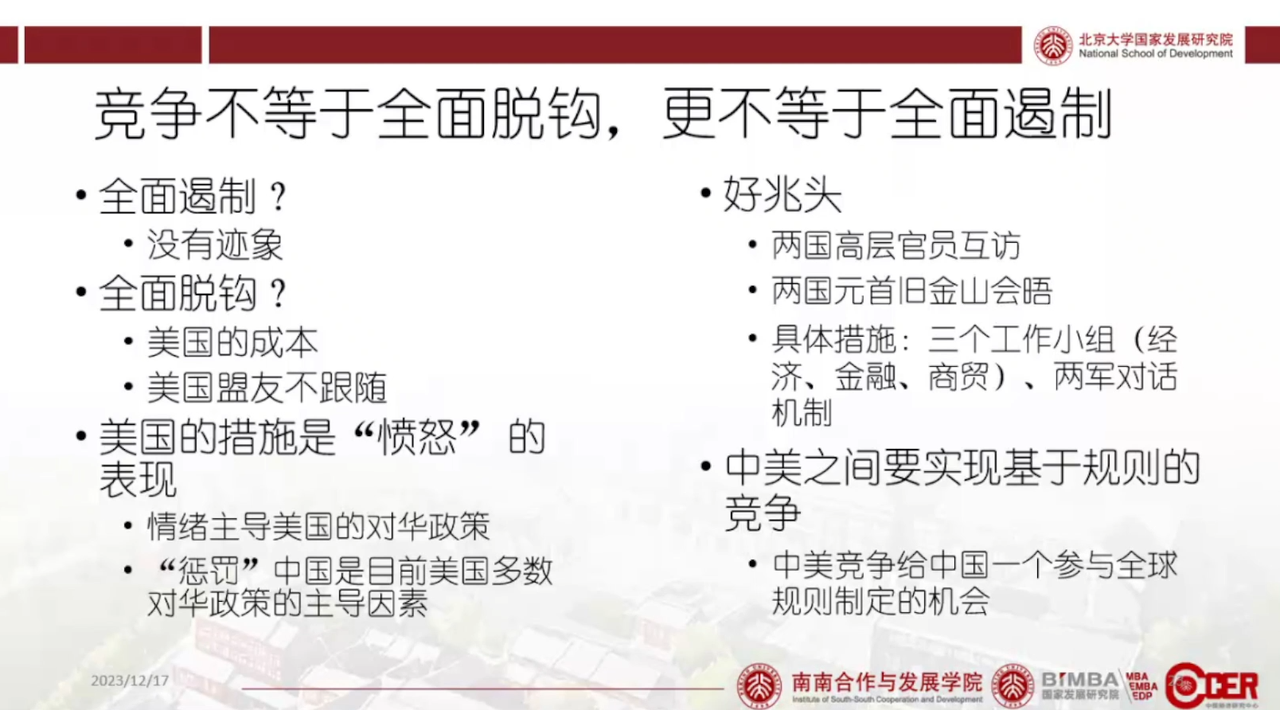 北京大学国家发展研究院
National School of Development
竞争不等于全面脱钩，更不等于全面遏制
• 全面遏制？
• 没有迹象
• 全面脱钩？
• 美国的成本
• 美国盟友不跟随
• 美国的措施是“愤怒”的
表现
• 情绪主导美国的对华政策
• “惩罚”中国是目前美国多数
对华政策的主导因素
• 好兆头
• 两国高层官员互访
• 两国元首旧金山会晤
• 具体措施：三个工作小组（经
济、金融、商贸）、两军对话
机制
• 中美之间要实现基于规则的
竞争
• 中美竞争给中国一个参与全球
规则制定的机会
2023/12/17
南南合作与发展学院
Institute of South-South Cooperation and Development
BiMBA
国家发展研究院
MBA
EMBA
EDP
CCER